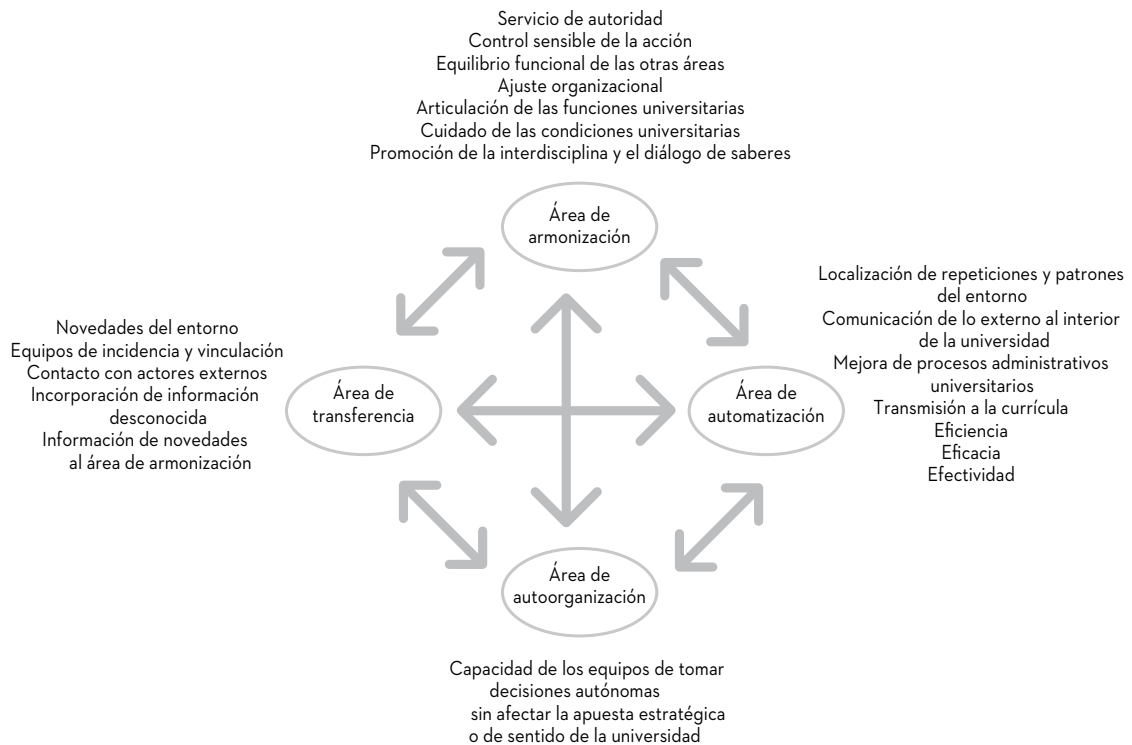 Servicio de autoridad
Control sensible de la acción
Equilibrio funcional de las otras áreas
Ajuste organizacional
Articulación de las funciones universitarias
Cuidado de las condiciones universitarias
Promoción de la interdisciplina y el diálogo de saberes
Área de
armonización
Novedades del entorno
Equipos de incidencia y vinculación
Contacto con actores externos
Incorporación de información
desconocida
Información de novedades
al área de armonización
Área de
transferencia
Área de
automatización
Localización de repeticiones y patrones
del entorno
Comunicación de lo externo al interior
de la universidad
Mejora de procesos administrativos
universitarios
Transmisión a la currícula
Eficiencia
Eficacia
Efectividad
Área de
autoorganización
Capacidad de los equipos de tomar
decisiones autónomas
sin afectar la apuesta estratégica
o de sentido de la universidad